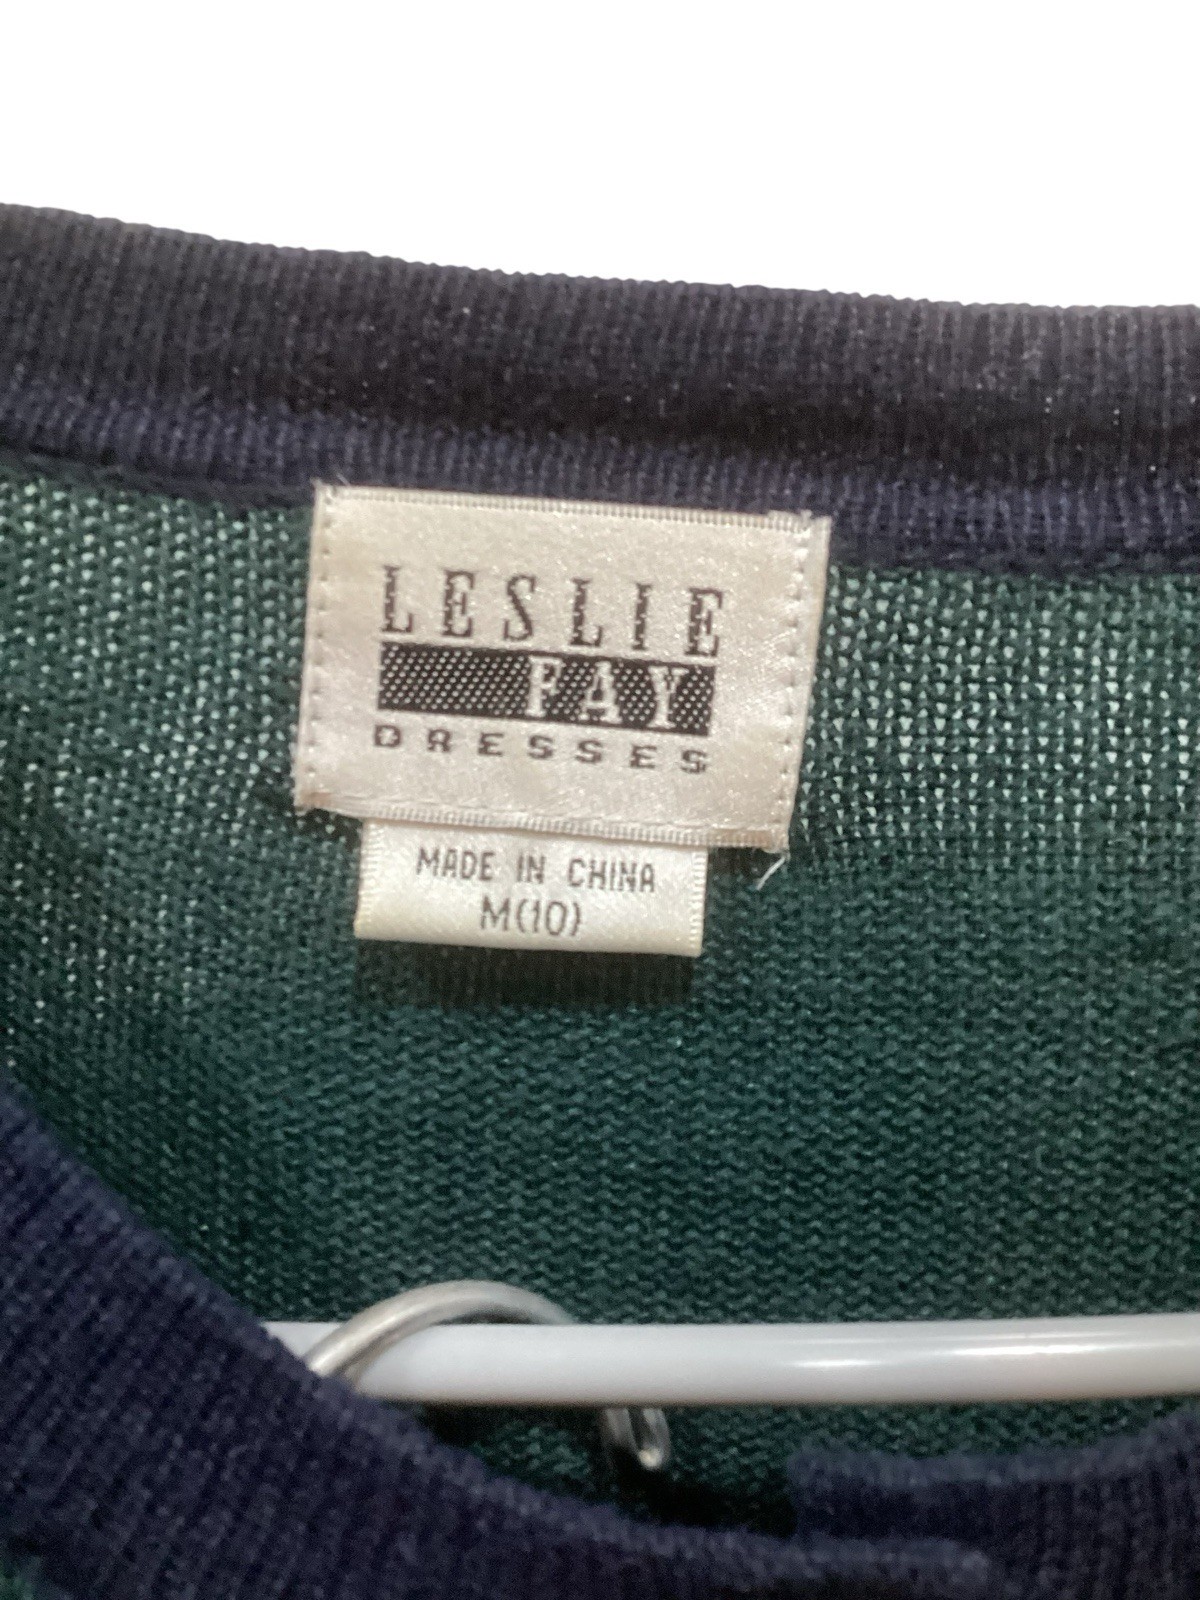 LESLIE
FAY
DRESSES
MADE IN CHINA
M(10)